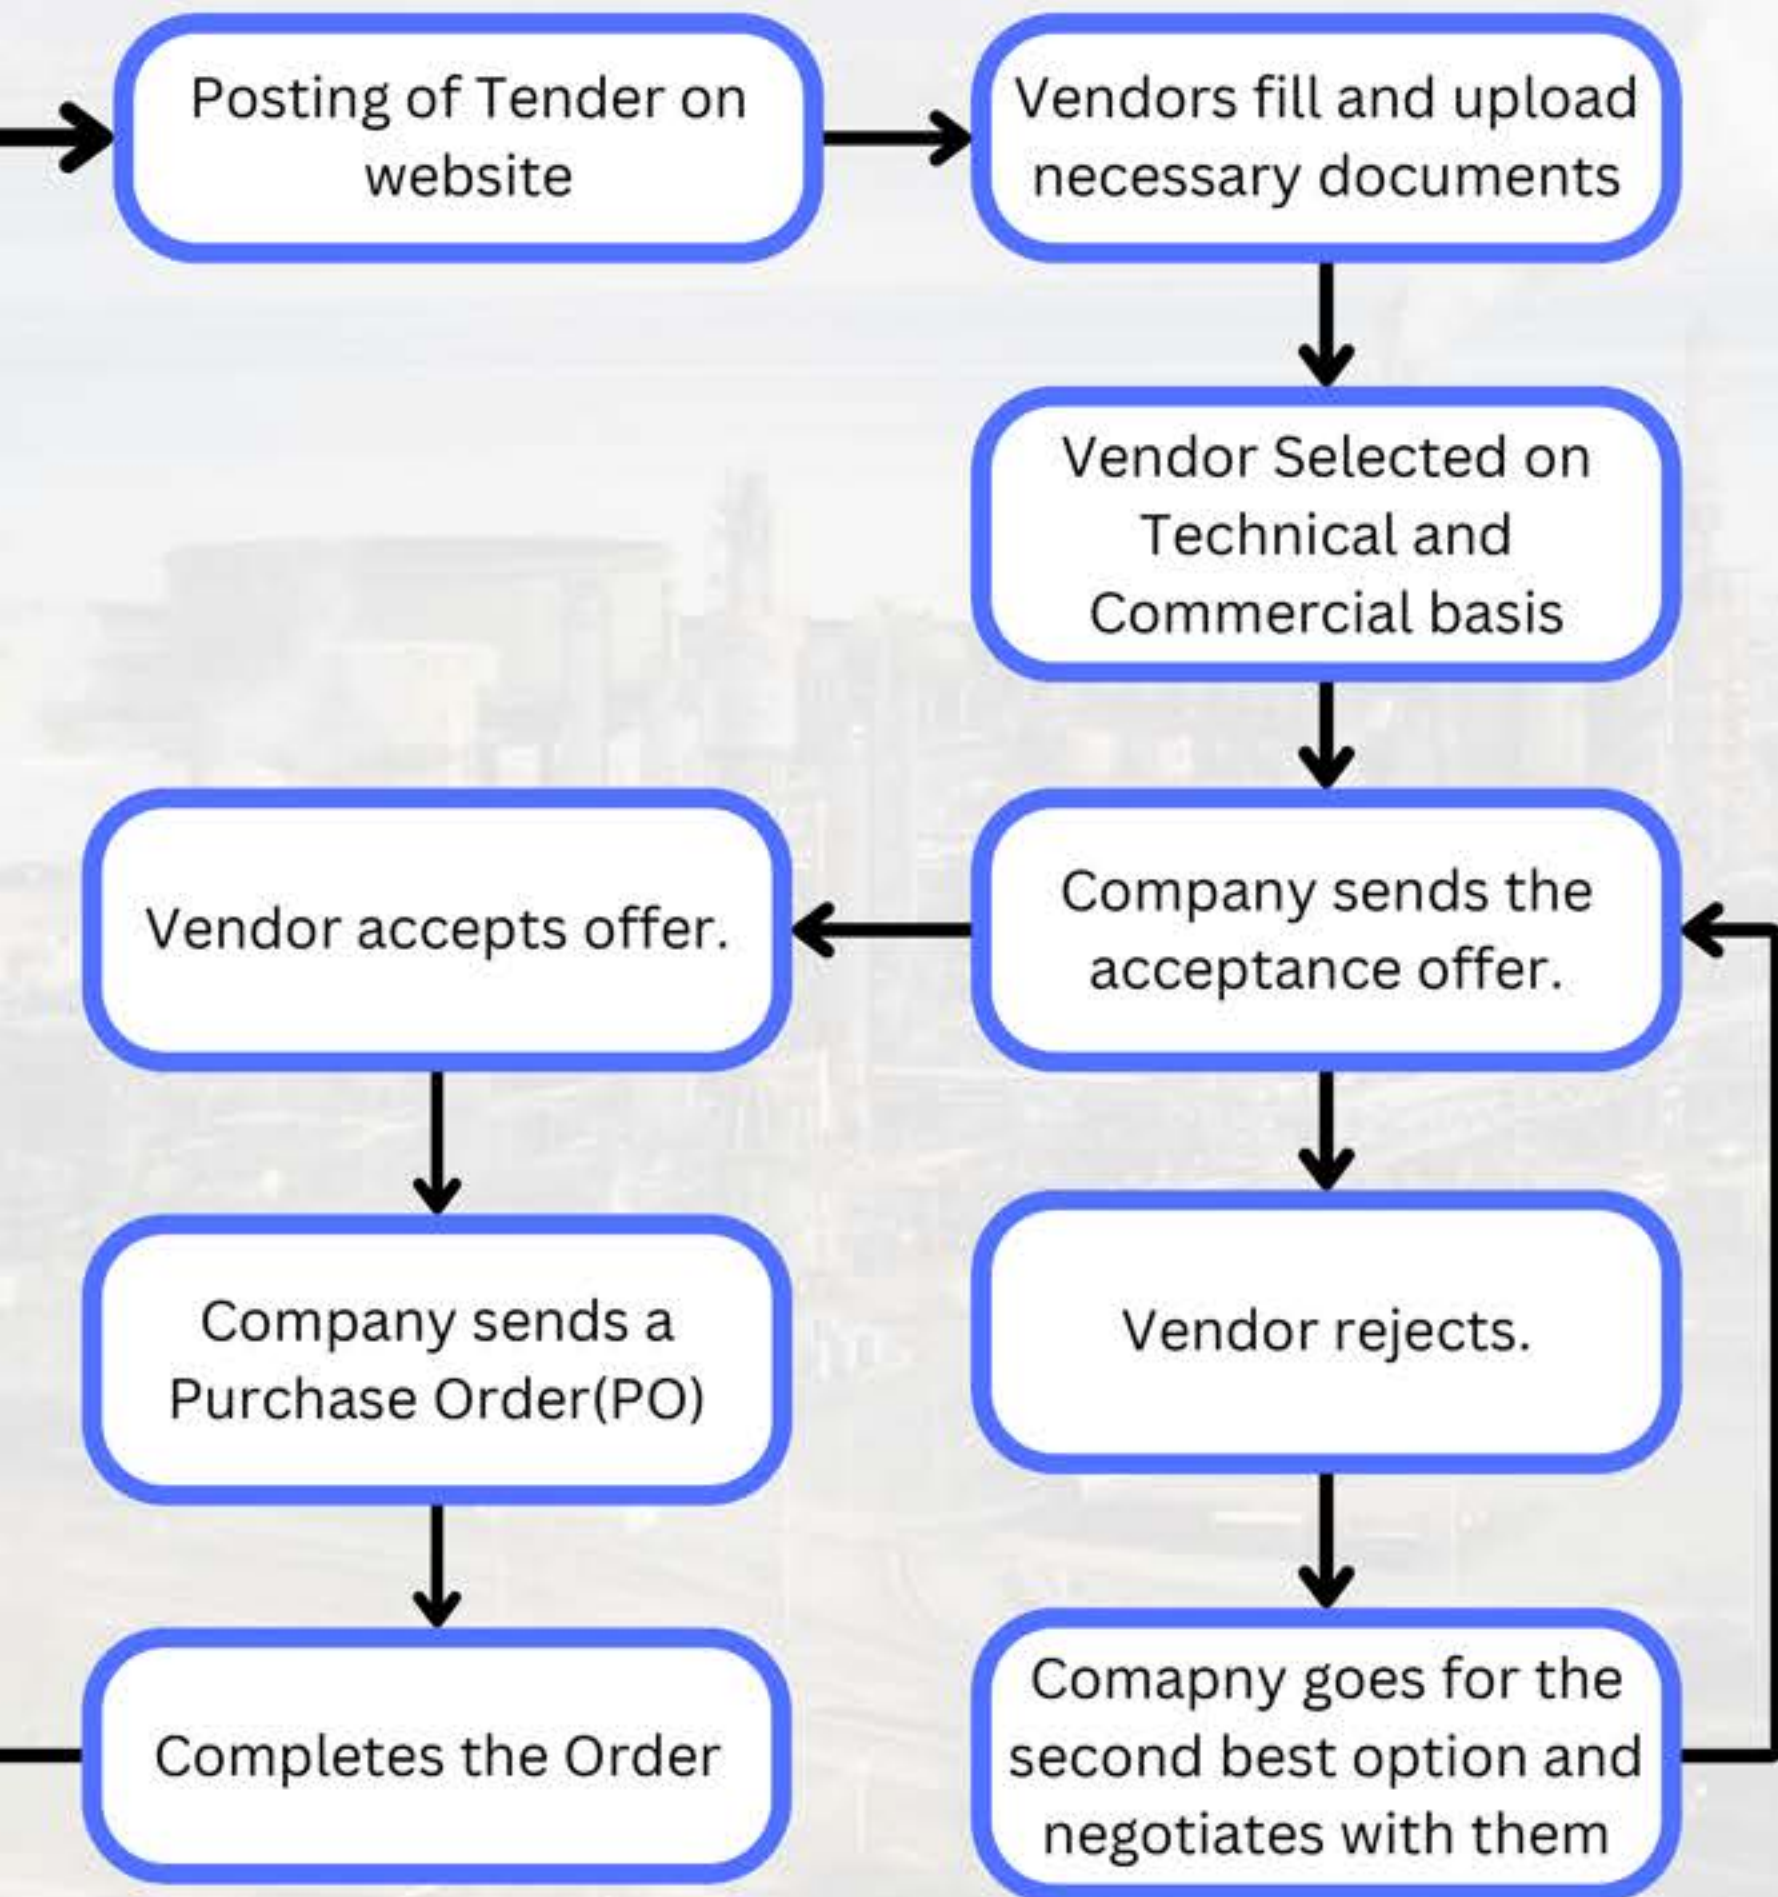 Posting of Tender on
website
Vendors fill and upload
necessary documents
Vendor Selected on
Technical and
Commercial basis
Company sends the
acceptance offer.
Vendor accepts offer.
Company sends a
Purchase Order(PO)
Completes the Order
Vendor rejects.
Comapny goes for the
second best option and
negotiates with them